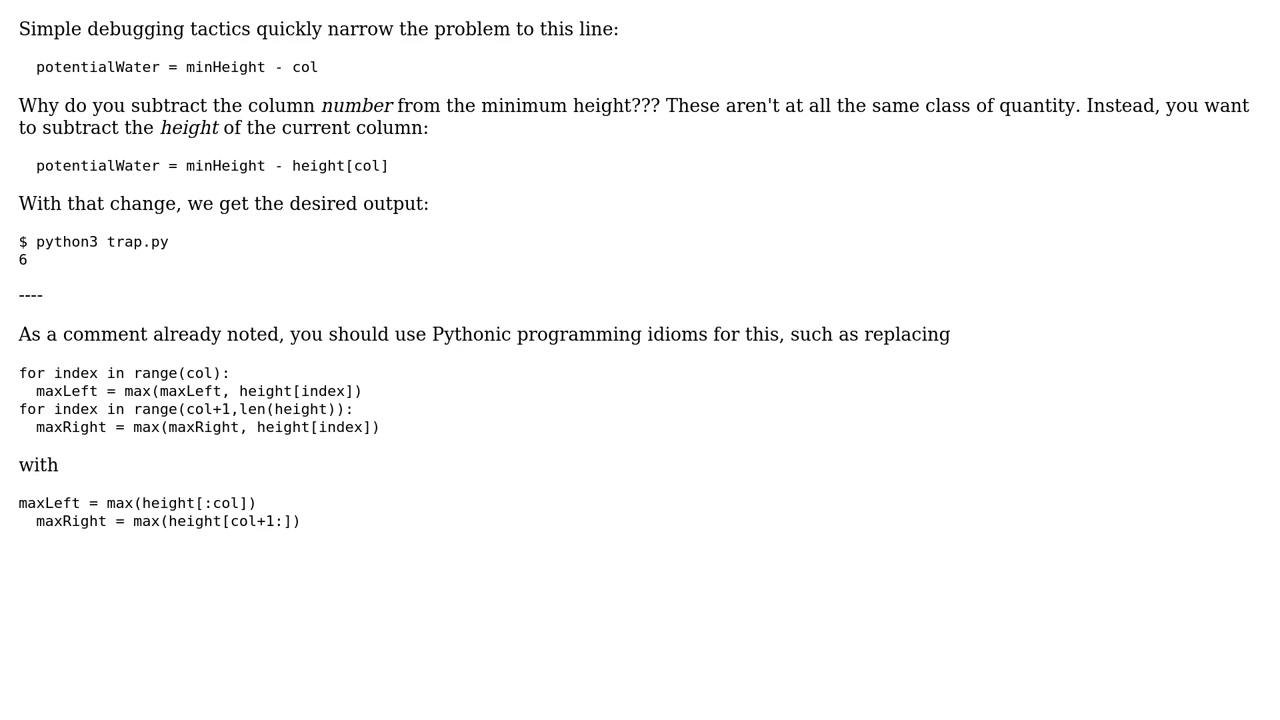 Simple debugging tactics quickly narrow the problem to this line:
  potentialWater = minHeight - col
Why do you subtract the column number from the minimum height??? These aren't at all the same class of quantity. Instead, you want
to subtract the height of the current column:
  potentialWater = minHeight - height[col]
With that change, we get the desired output:
$ python3 trap.py
6
----
As a comment already noted, you should use Pythonic programming idioms for this, such as replacing
for index in range(col):
  maxLeft = max(maxLeft, height[index])
for index in range(col+1,len(height)):
  maxRight = max(maxRight, height[index])
with
maxLeft = max(height[:col])
  maxRight = max(height[col+1:])